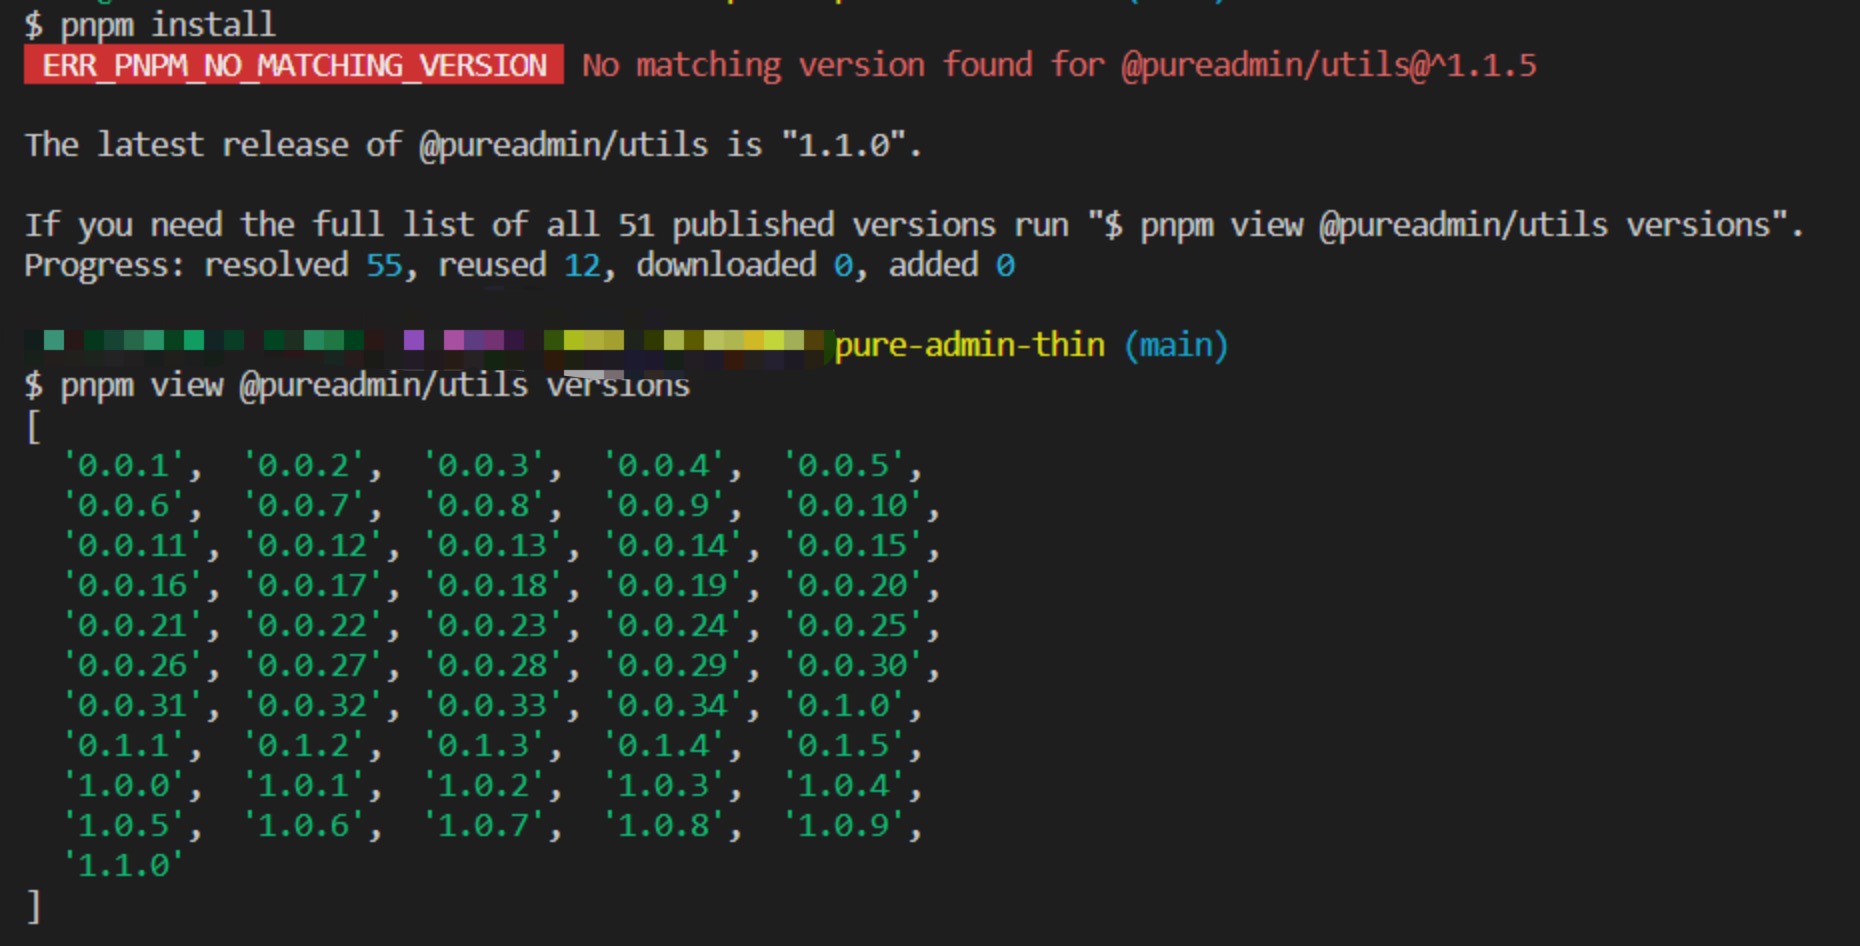 $ pnpm install
ERR_PNPM_NO_MATCHING_VERSION No matching version found for @pureadmin/utils@^1.1.5
The latest release of @pureadmin/utils is "1.1.0".
If you need the full list of all 51 published versions run "$ pnpm view @pureadmin/utils versions".
Progress: resolved 55, reused 12, downloaded 0, added 0
pure-admin-thin (main)
$ pnpm view @pureadmin/utils versions
[
'0.0.1', '0.0.2', '0.0.3', '0.0.4', '0.0.5',
'0.0.6', '0.0.7', '0.0.8', '0.0.9', '0.0.10',
'0.0.11', '0.0.12', '0.0.13', '0.0.14', '0.0.15',
'0.0.16', '0.0.17', '0.0.18', '0.0.19', '0.0.20',
'0.0.21', '0.0.22', '0.0.23', '0.0.24', '0.0.25',
'0.0.26', '0.0.27', '0.0.28', '0.0.29', '0.0.30',
'0.0.31', '0.0.32', '0.0.33', '0.0.34', '0.1.0',
'0.1.1', '0.1.2', '0.1.3', '0.1.4', '0.1.5',
'1.0.0', '1.0.1', '1.0.2', '1.0.3', '1.0.4',
'1.0.5', '1.0.6', '1.0.7', '1.0.8', '1.0.9',
'1.1.0'
]